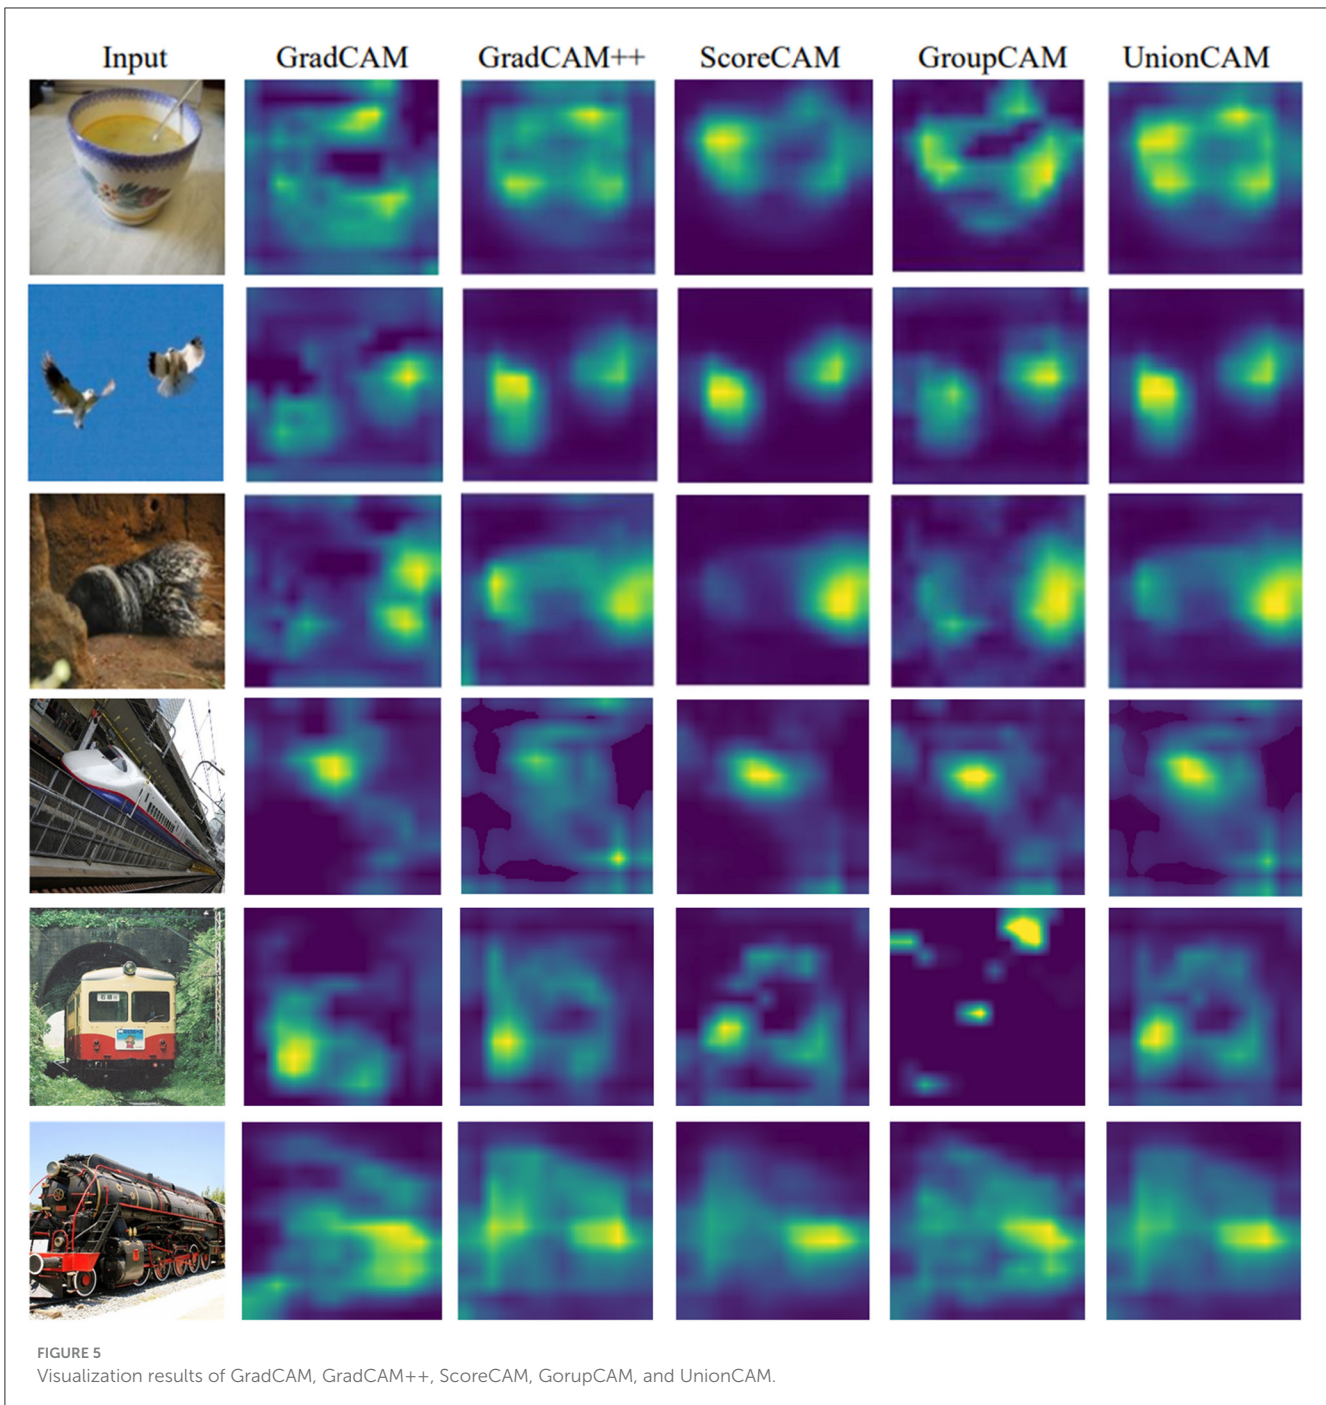 Input GradCAM GradCAM++ ScoreCAM GroupCAM UnionCAM
FIGURE 5
Visualization results of GradCAM, GradCAM++, ScoreCAM, GorupCAM, and UnionCAM.